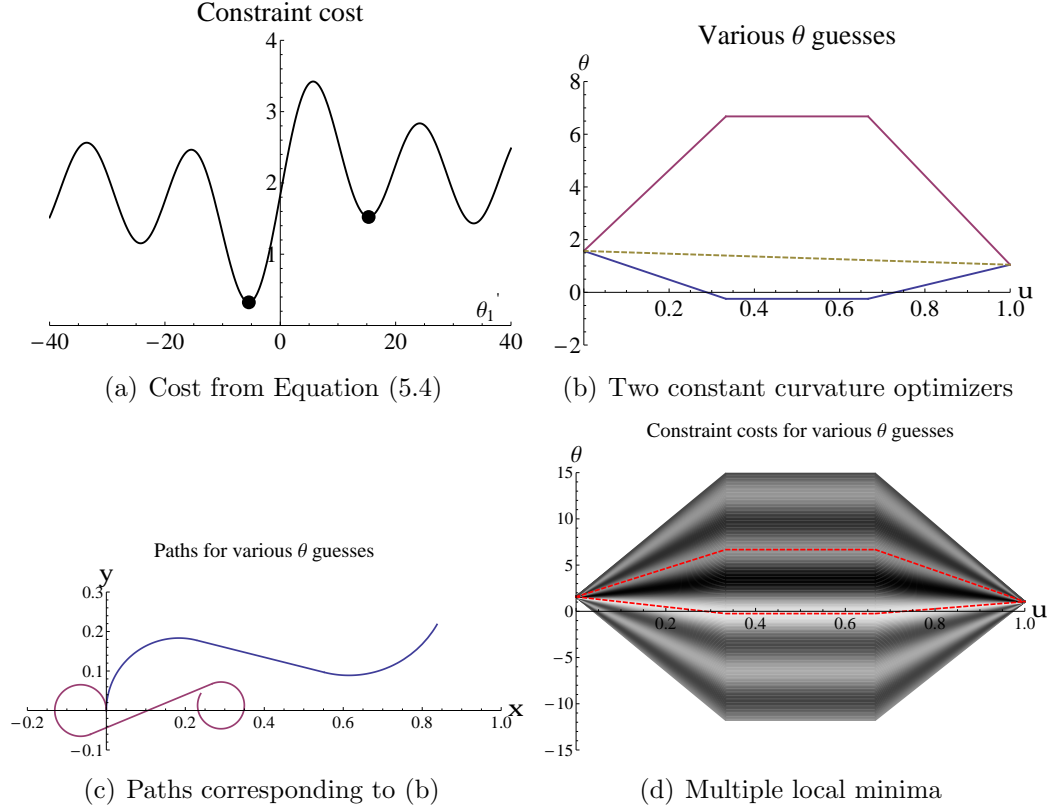 Constraint cost
4
3
2
1
θ₁'
−40 −20 0 20 40
(a) Cost from Equation (5.4)
Various θ guesses
θ
8
6
4
2
0
−2
0.2 0.4 0.6 0.8 1.0
u
(b) Two constant curvature optimizers
Paths for various θ guesses
y
0.3
0.2
0.1
0.0
−0.1
−0.2 0.0 0.2 0.4 0.6 0.8 1.0
x
(c) Paths corresponding to (b)
Constraint costs for various θ guesses
θ
15
10
5
0
−5
−10
−15
0.2 0.4 0.6 0.8 1.0
u
(d) Multiple local minima